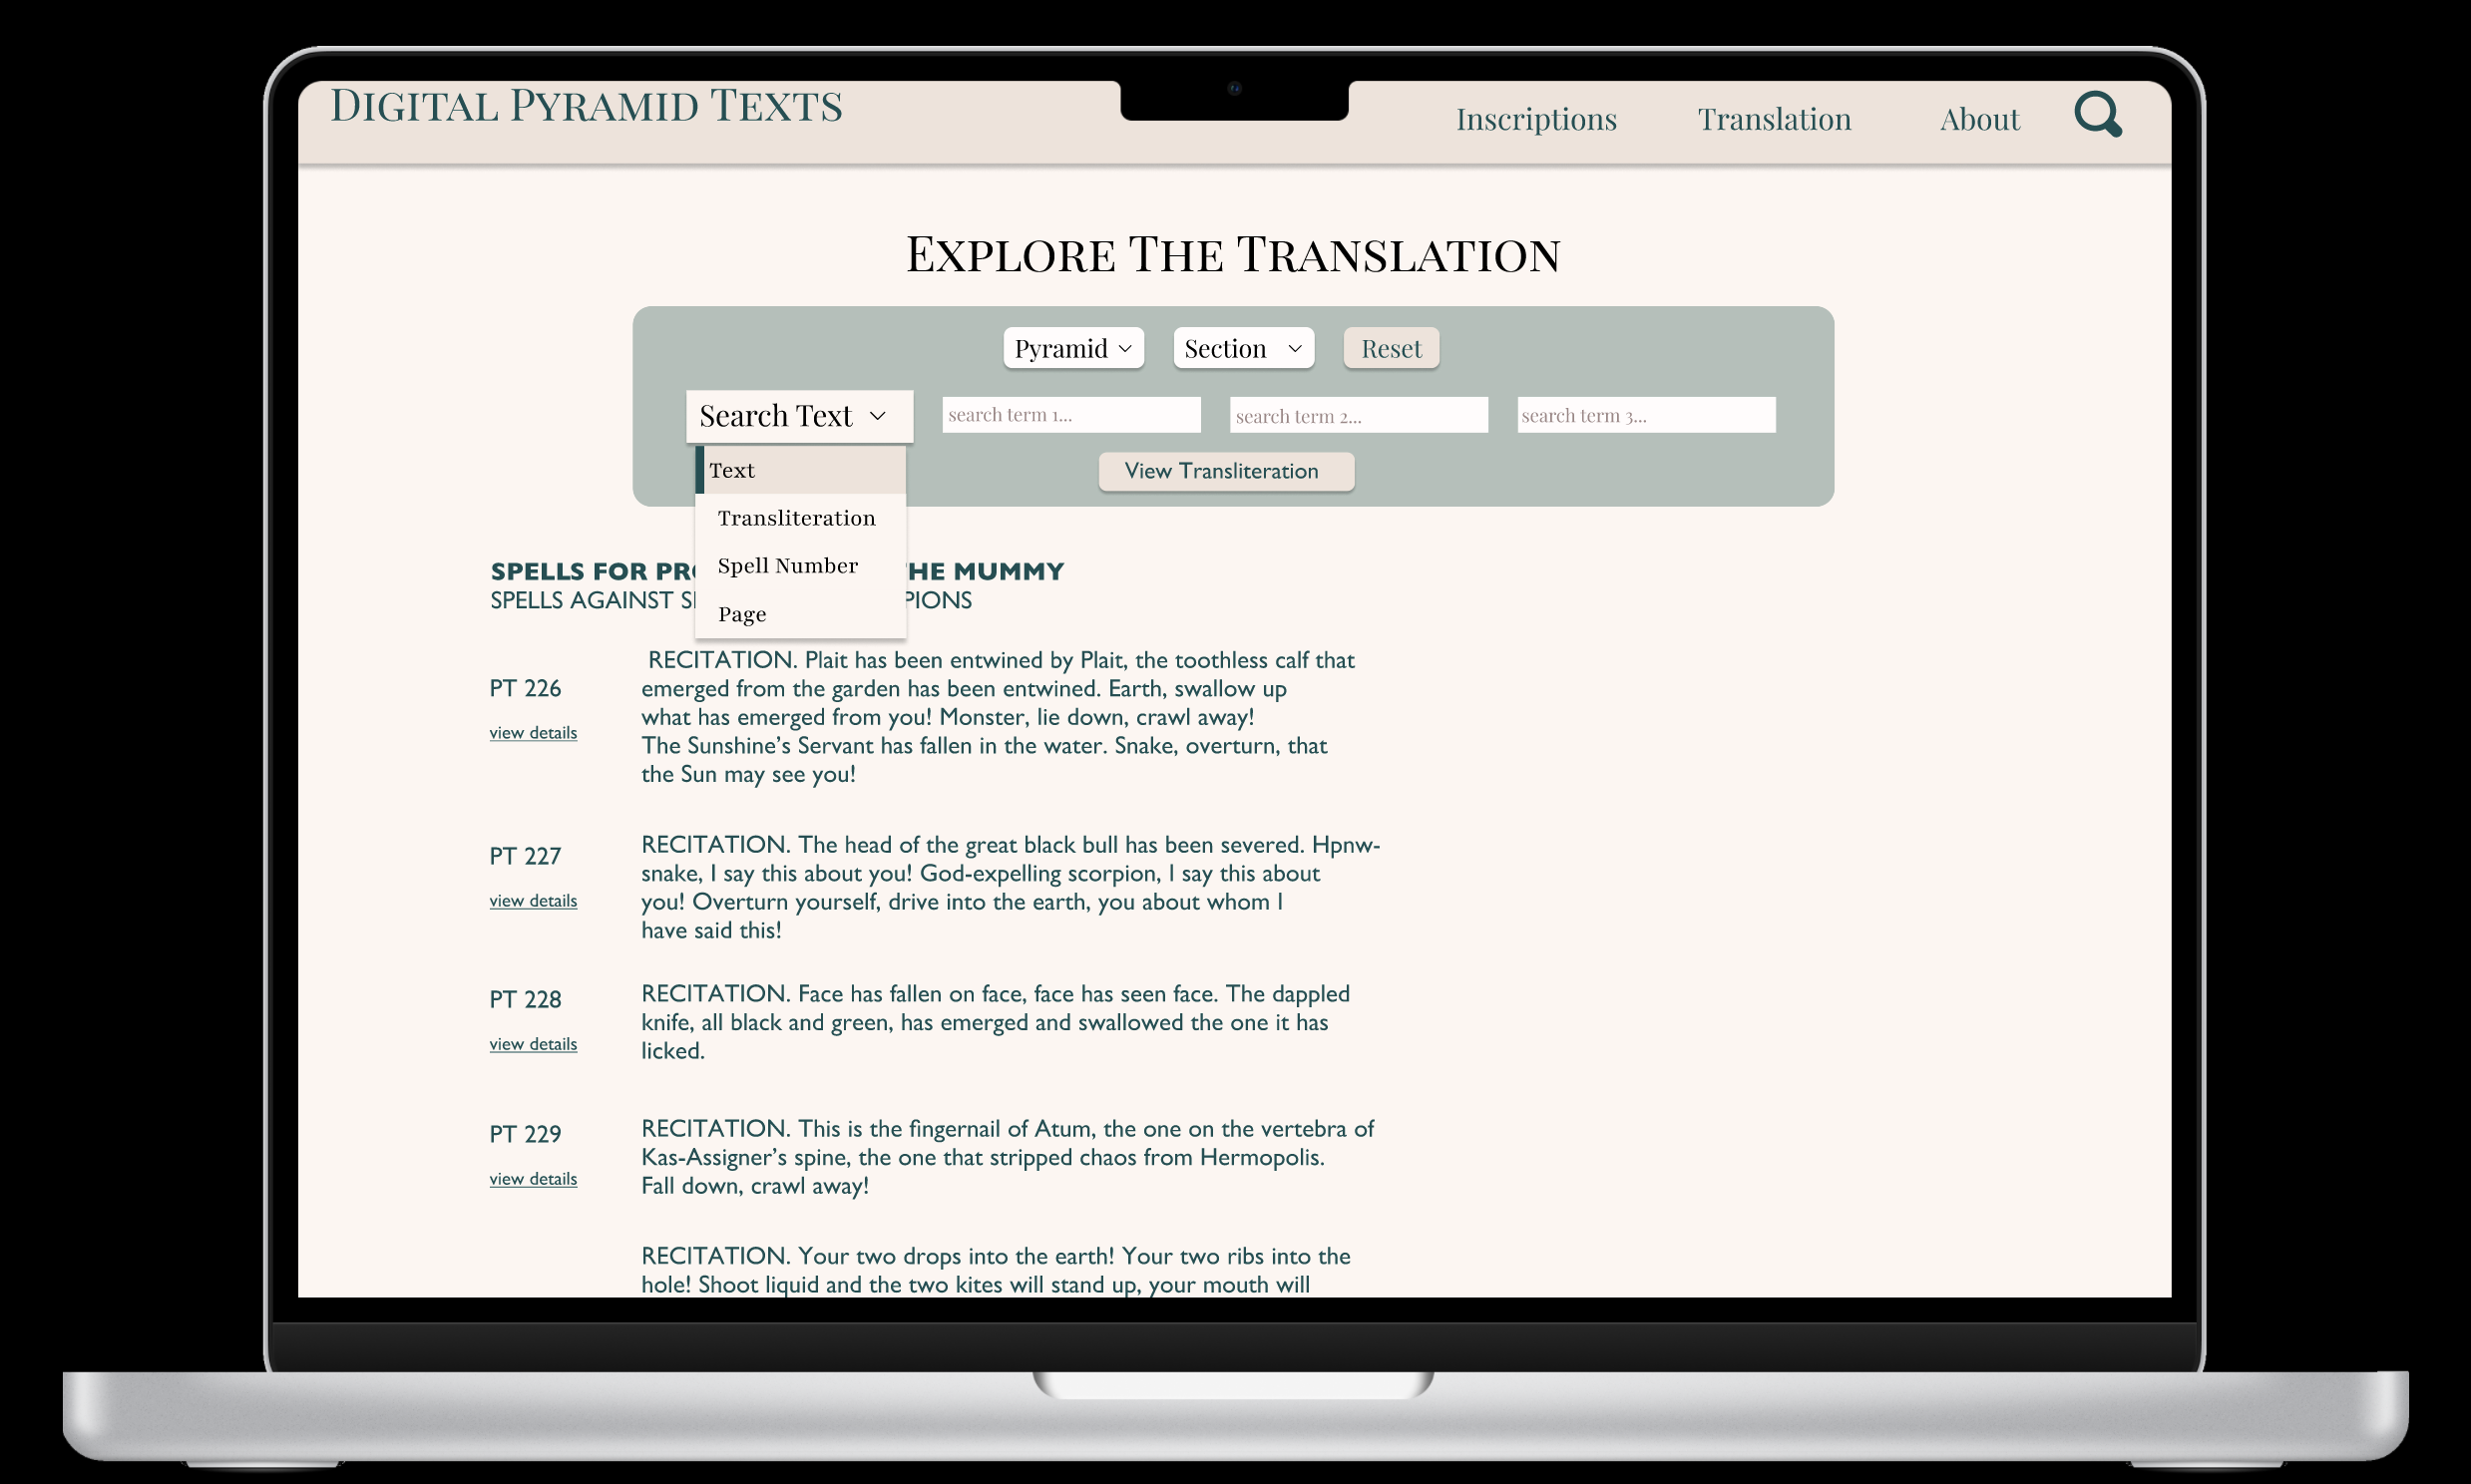 Digital Pyramid Texts
Inscriptions Translation About
Explore The Translation
Pyramid Section Reset
Search Text search term 1... search term 2... search term 3...
Text
View Transliteration
Transliteration
Spell Number
Page
SPELLS FOR THE MUMMY
SPELLS AGAINST
PT 226
view details
RECITATION. Plait has been entwined by Plait, the toothless calf that
emerged from the garden has been entwined. Earth, swallow up
what has emerged from you! Monster, lie down, crawl away!
The Sunshine’s Servant has fallen in the water. Snake, overturn, that
the Sun may see you!
PT 227
view details
RECITATION. The head of the great black bull has been severed. Hpnw-
snake, I say this about you! God-expelling scorpion, I say this about
you! Overturn yourself, drive into the earth, you about whom I
have said this!
PT 228
view details
RECITATION. Face has fallen on face, face has seen face. The dappled
knife, all black and green, has emerged and swallowed the one it has
licked.
PT 229
view details
RECITATION. This is the fingernail of Atum, the one on the vertebra of
Kas-Assigner’s spine, the one that stripped chaos from Hermopolis.
Fall down, crawl away!
RECITATION. Your two drops into the earth! Your two ribs into the
hole! Shoot liquid and the two kites will stand up, your mouth will